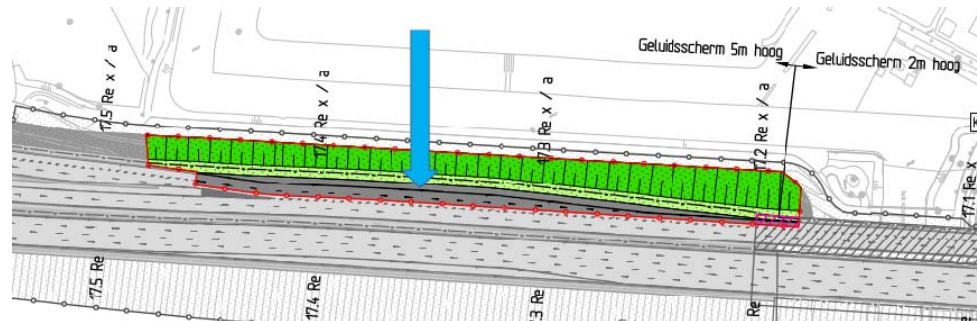 Geluidsscherm 5m hoog
Geluidsscherm 2m hoog
17.5 Re x / a
17.4 Re x / a
17.3 Re x / a
17.2 Re x / a
17.1 Re x
17.5 Re
17.4 Re
17.3 Re
Re